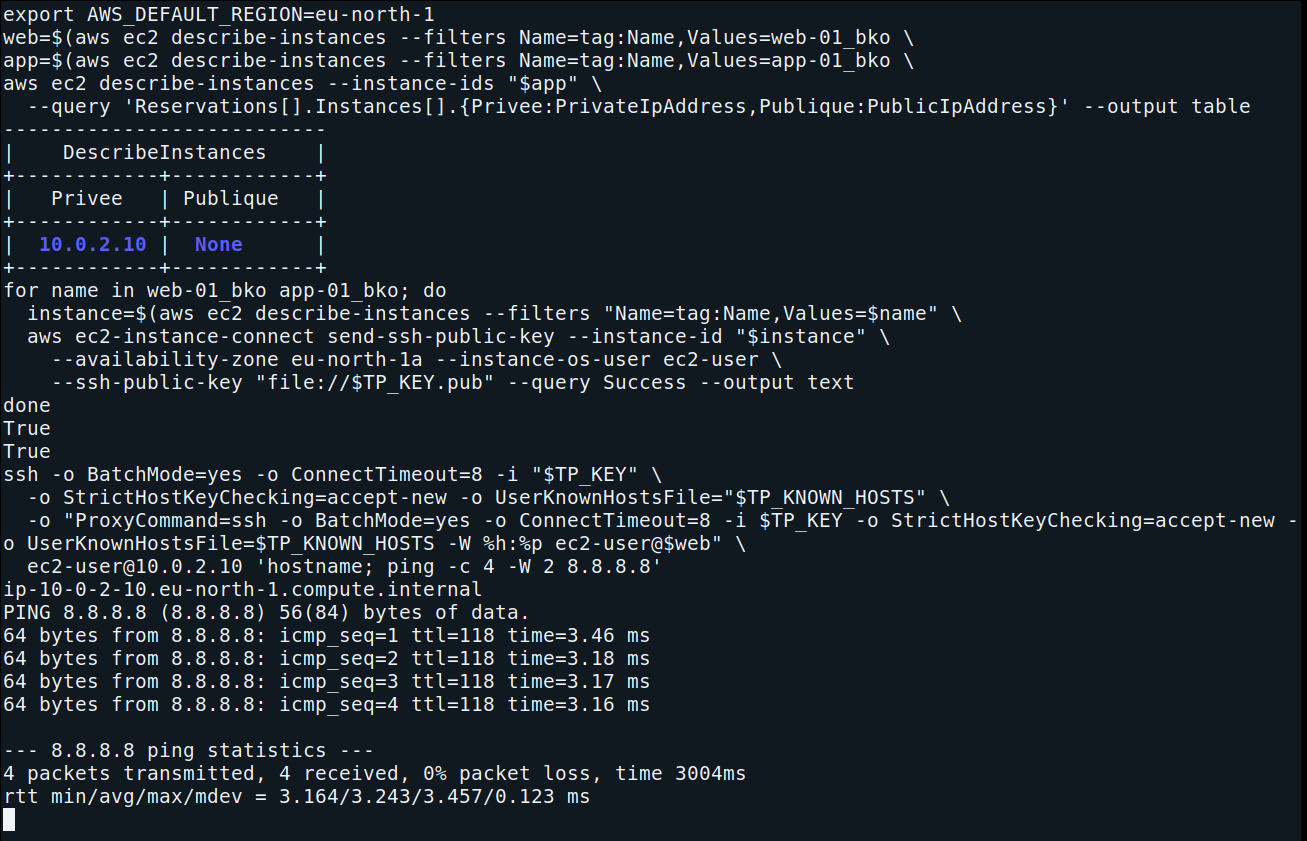 export AWS_DEFAULT_REGION=eu-north-1
web=$(aws ec2 describe-instances --filters Name=tag:Name,Values=web-01_bko \
app=$(aws ec2 describe-instances --filters Name=tag:Name,Values=app-01_bko \
aws ec2 describe-instances --instance-ids "$app" \
  --query 'Reservations[].Instances[].{Privee:PrivateIpAddress,Publique:PublicIpAddress}' --output table
---------------------------
|    DescribeInstances    |
+------------+------------+
|   Privee   | Publique   |
+------------+------------+
|  10.0.2.10 |  None      |
+------------+------------+
for name in web-01_bko app-01_bko; do
  instance=$(aws ec2 describe-instances --filters "Name=tag:Name,Values=$name" \
  aws ec2-instance-connect send-ssh-public-key --instance-id "$instance" \
    --availability-zone eu-north-1a --instance-os-user ec2-user \
    --ssh-public-key "file://$TP_KEY.pub" --query Success --output text
done
True
True
ssh -o BatchMode=yes -o ConnectTimeout=8 -i "$TP_KEY" \
  -o StrictHostKeyChecking=accept-new -o UserKnownHostsFile="$TP_KNOWN_HOSTS" \
  -o "ProxyCommand=ssh -o BatchMode=yes -o ConnectTimeout=8 -i $TP_KEY -o StrictHostKeyChecking=accept-new -
o UserKnownHostsFile=$TP_KNOWN_HOSTS -W %h:%p ec2-user@$web" \
  ec2-user@10.0.2.10 'hostname; ping -c 4 -W 2 8.8.8.8'
ip-10-0-2-10.eu-north-1.compute.internal
PING 8.8.8.8 (8.8.8.8) 56(84) bytes of data.
64 bytes from 8.8.8.8: icmp_seq=1 ttl=118 time=3.46 ms
64 bytes from 8.8.8.8: icmp_seq=2 ttl=118 time=3.18 ms
64 bytes from 8.8.8.8: icmp_seq=3 ttl=118 time=3.17 ms
64 bytes from 8.8.8.8: icmp_seq=4 ttl=118 time=3.16 ms

--- 8.8.8.8 ping statistics ---
4 packets transmitted, 4 received, 0% packet loss, time 3004ms
rtt min/avg/max/mdev = 3.164/3.243/3.457/0.123 ms